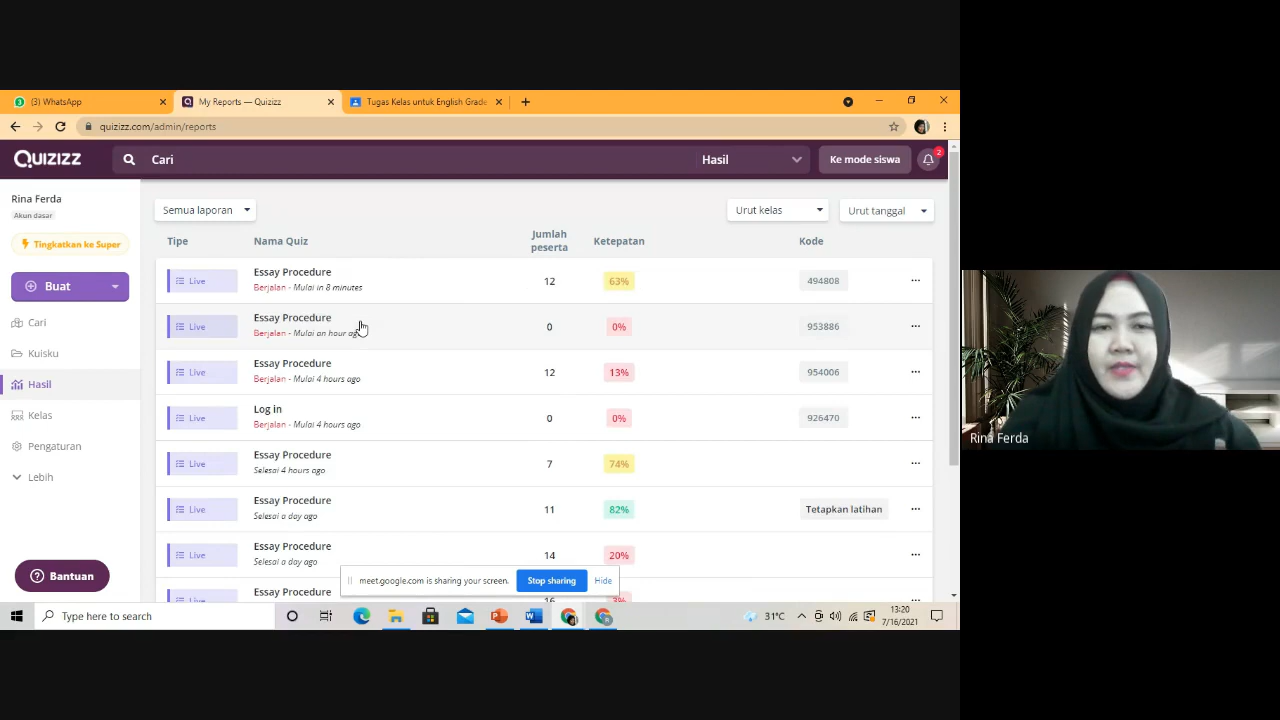 (3) WhatsApp
My Reports — Quizizz
Tugas Kelas untuk English Grade
quizizz.com/admin/reports
QUIZIZZ
Cari
Hasil
Ke mode siswa
2
Rina Ferda
Akun dasar
Tingkatkan ke Super
Buat
Cari
Kuisku
Hasil
Kelas
Pengaturan
Lebih
Bantuan
Semua laporan
Urut kelas
Urut tanggal
Tipe
Nama Quiz
Jumlah peserta
Ketepatan
Kode
Live
Essay Procedure
Berjalan - Mulai in 8 minutes
12
63%
494808
Live
Essay Procedure
Berjalan - Mulai an hour ago
0
0%
953886
Live
Essay Procedure
Berjalan - Mulai 4 hours ago
12
13%
954006
Live
Log in
Berjalan - Mulai 4 hours ago
0
0%
926470
Live
Essay Procedure
Selesai 4 hours ago
7
74%
Live
Essay Procedure
Selesai a day ago
11
82%
Tetapkan latihan
Live
Essay Procedure
Selesai a day ago
14
20%
Live
Essay Procedure
meet.google.com is sharing your screen.
Stop sharing
Hide
Type here to search
31°C
13:20
7/16/2021
Rina Ferda